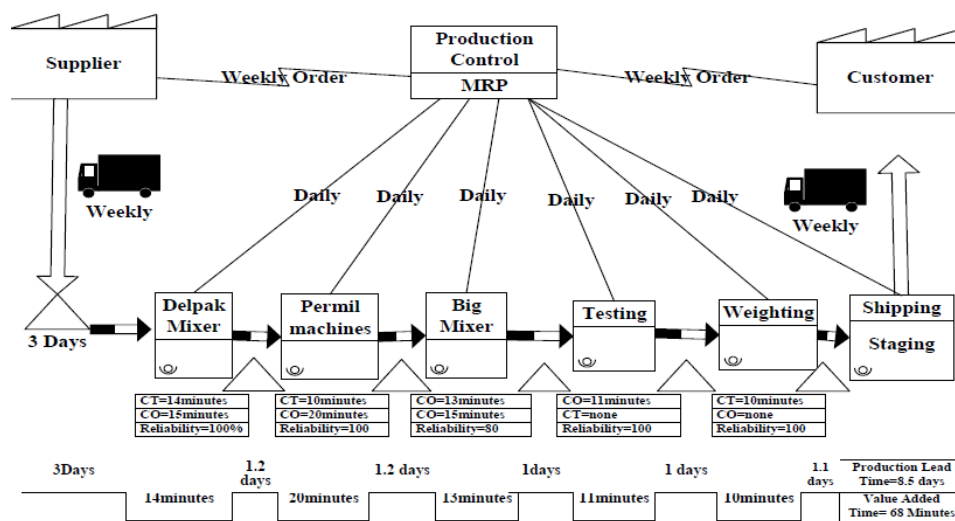 Supplier
Production
Control
MRP
Customer
Weekly Order
Weekly Order
Weekly
Daily
Daily
Daily
Daily
Daily
Daily
Weekly
3 Days
Delpak
Mixer
Permil
machines
Big
Mixer
Testing
Weighting
Shipping
Staging
CT=14minutes
CO=15minutes
Reliability=100%
CT=10minutes
CO=20minutes
Reliability=100
CO=13minutes
CO=15minutes
Reliability=80
CO=11minutes
CT=none
Reliability=100
CT=10minutes
CO=none
Reliability=100
3Days
1.2
days
1.2 days
1days
1 days
1.1
days
Production Lead
Time=8.5 days
14minutes
20minutes
13minutes
11minutes
10minutes
Value Added
Time= 68 Minutes